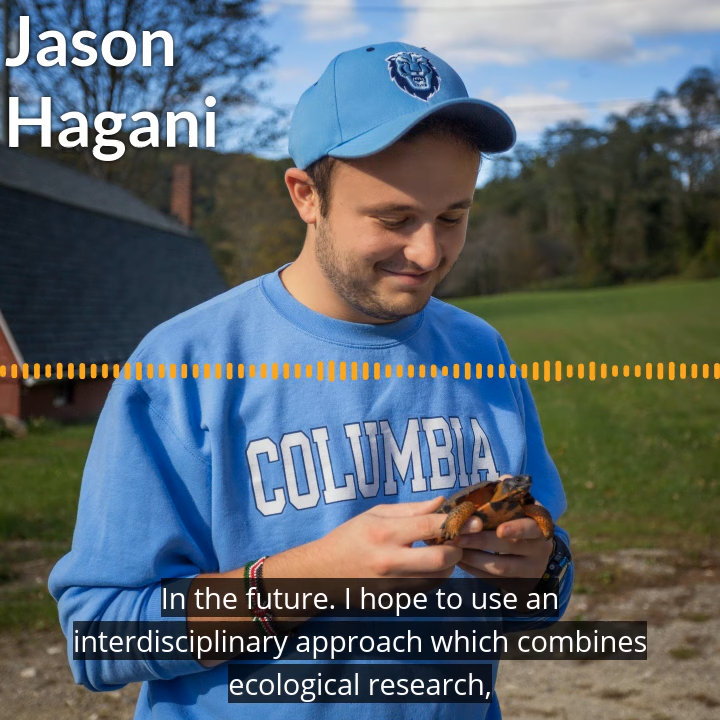 Jason
Hagani
COLUMBIA
In the future. I hope to use an
interdisciplinary approach which combines
ecological research,